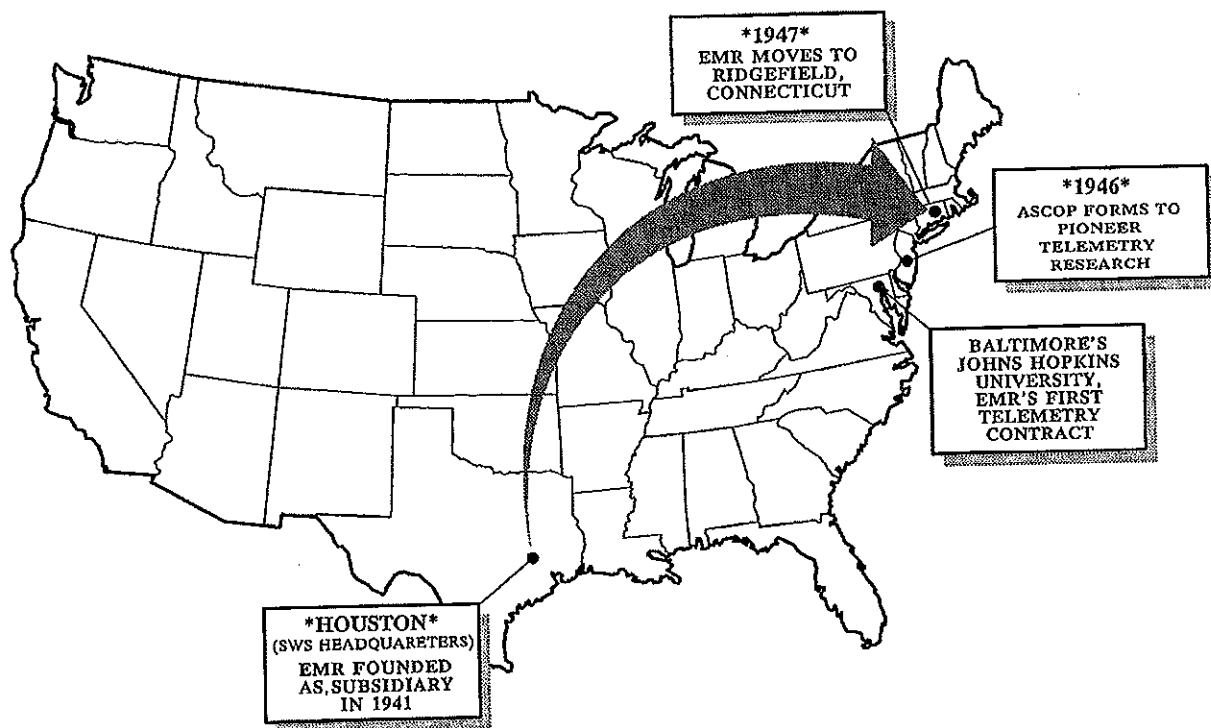 *1947*
EMR MOVES TO
RIDGEFIELD,
CONNECTICUT
*1946*
ASCOP FORMS TO
PIONEER
TELEMETRY
RESEARCH
BALTIMORE'S
JOHNS HOPKINS
UNIVERSITY,
EMR'S FIRST
TELEMETRY
CONTRACT
*HOUSTON*
(SWS HEADQUARETERS)
EMR FOUNDED
AS,SUBSIDIARY
IN 1941